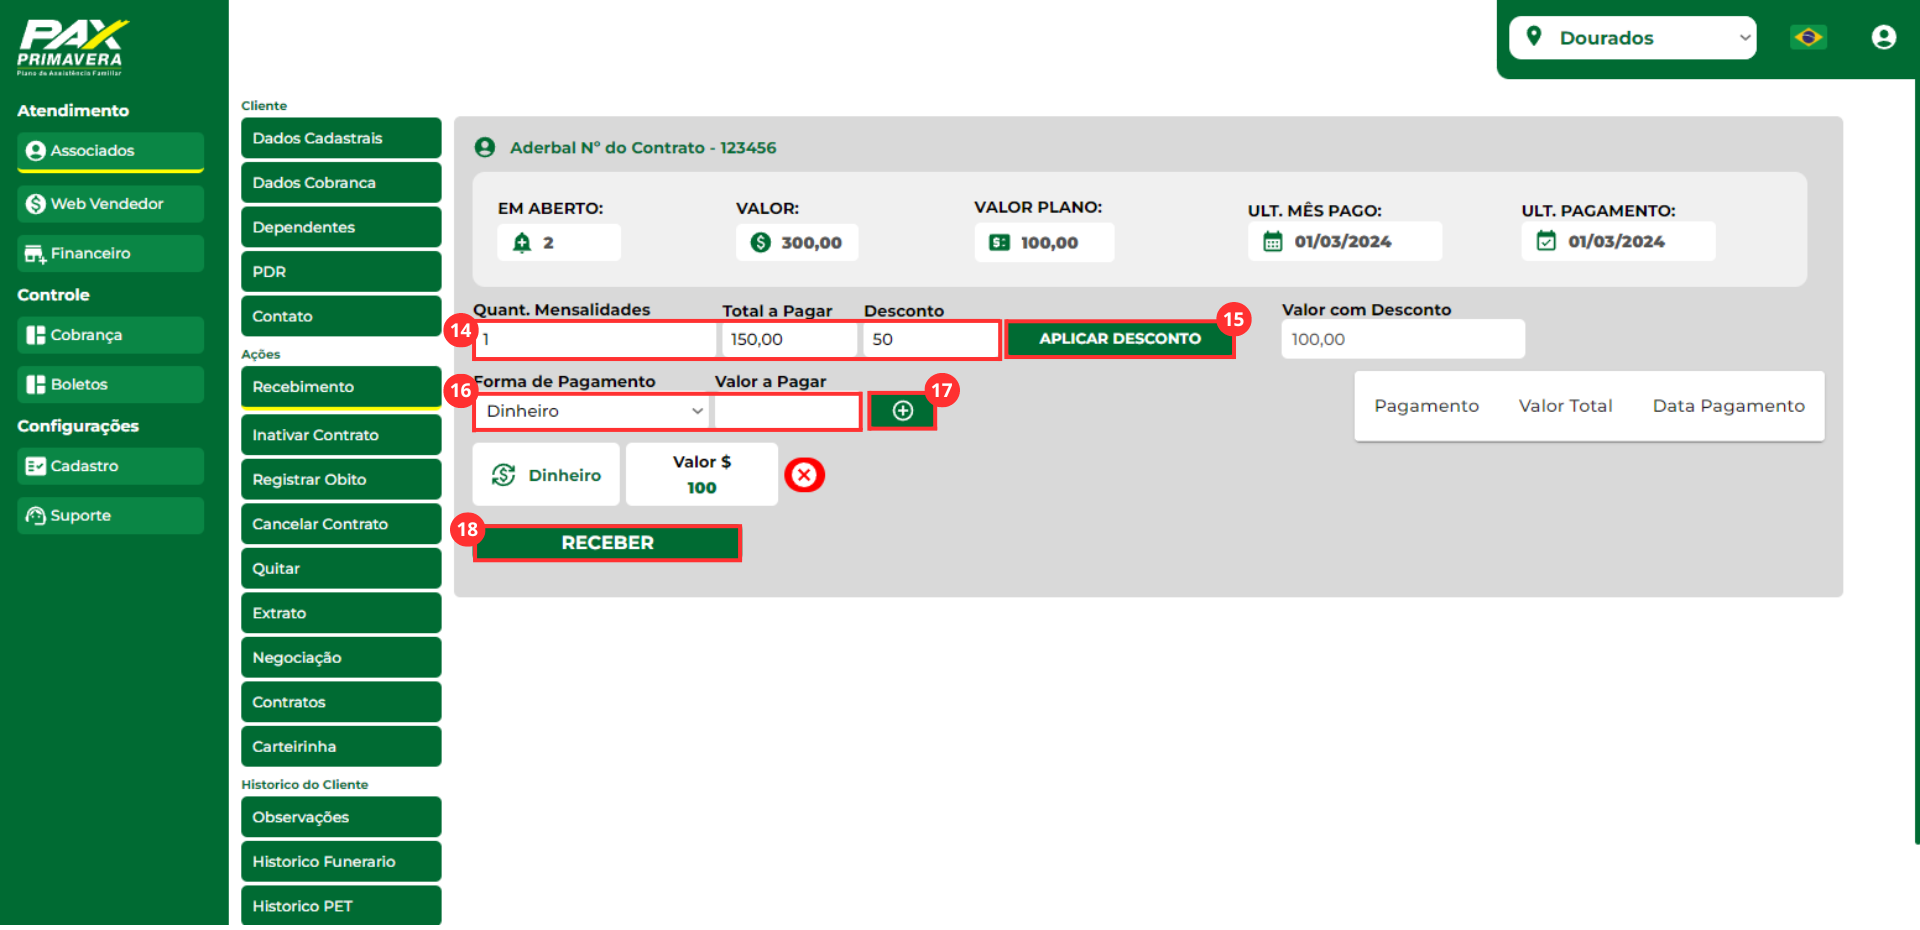 PAX
PRIMAVERA
Plano de Assistência Familiar
Atendimento
Associados
Web Vendedor
Financeiro
Controle
Cobrança
Boletos
Configurações
Cadastro
Suporte
Dourados
Cliente
Dados Cadastrais
Dados Cobranca
Dependentes
PDR
Contato
Ações
Recebimento
Inativar Contrato
Registrar Obito
Cancelar Contrato
Quitar
Extrato
Negociação
Contratos
Carteirinha
Historico do Cliente
Observações
Historico Funerario
Historico PET
Aderbal Nº do Contrato - 123456
EM ABERTO: VALOR: VALOR PLANO: ULT. MÊS PAGO: ULT. PAGAMENTO:
2 300,00 100,00 01/03/2024 01/03/2024
Quant. Mensalidades Total a Pagar Desconto 15 Valor com Desconto
14 1 150,00 50 APLICAR DESCONTO 100,00
Forma de Pagamento Valor a Pagar
16 Dinheiro 17
Pagamento Valor Total Data Pagamento
Dinheiro Valor $
100
18 RECEBER